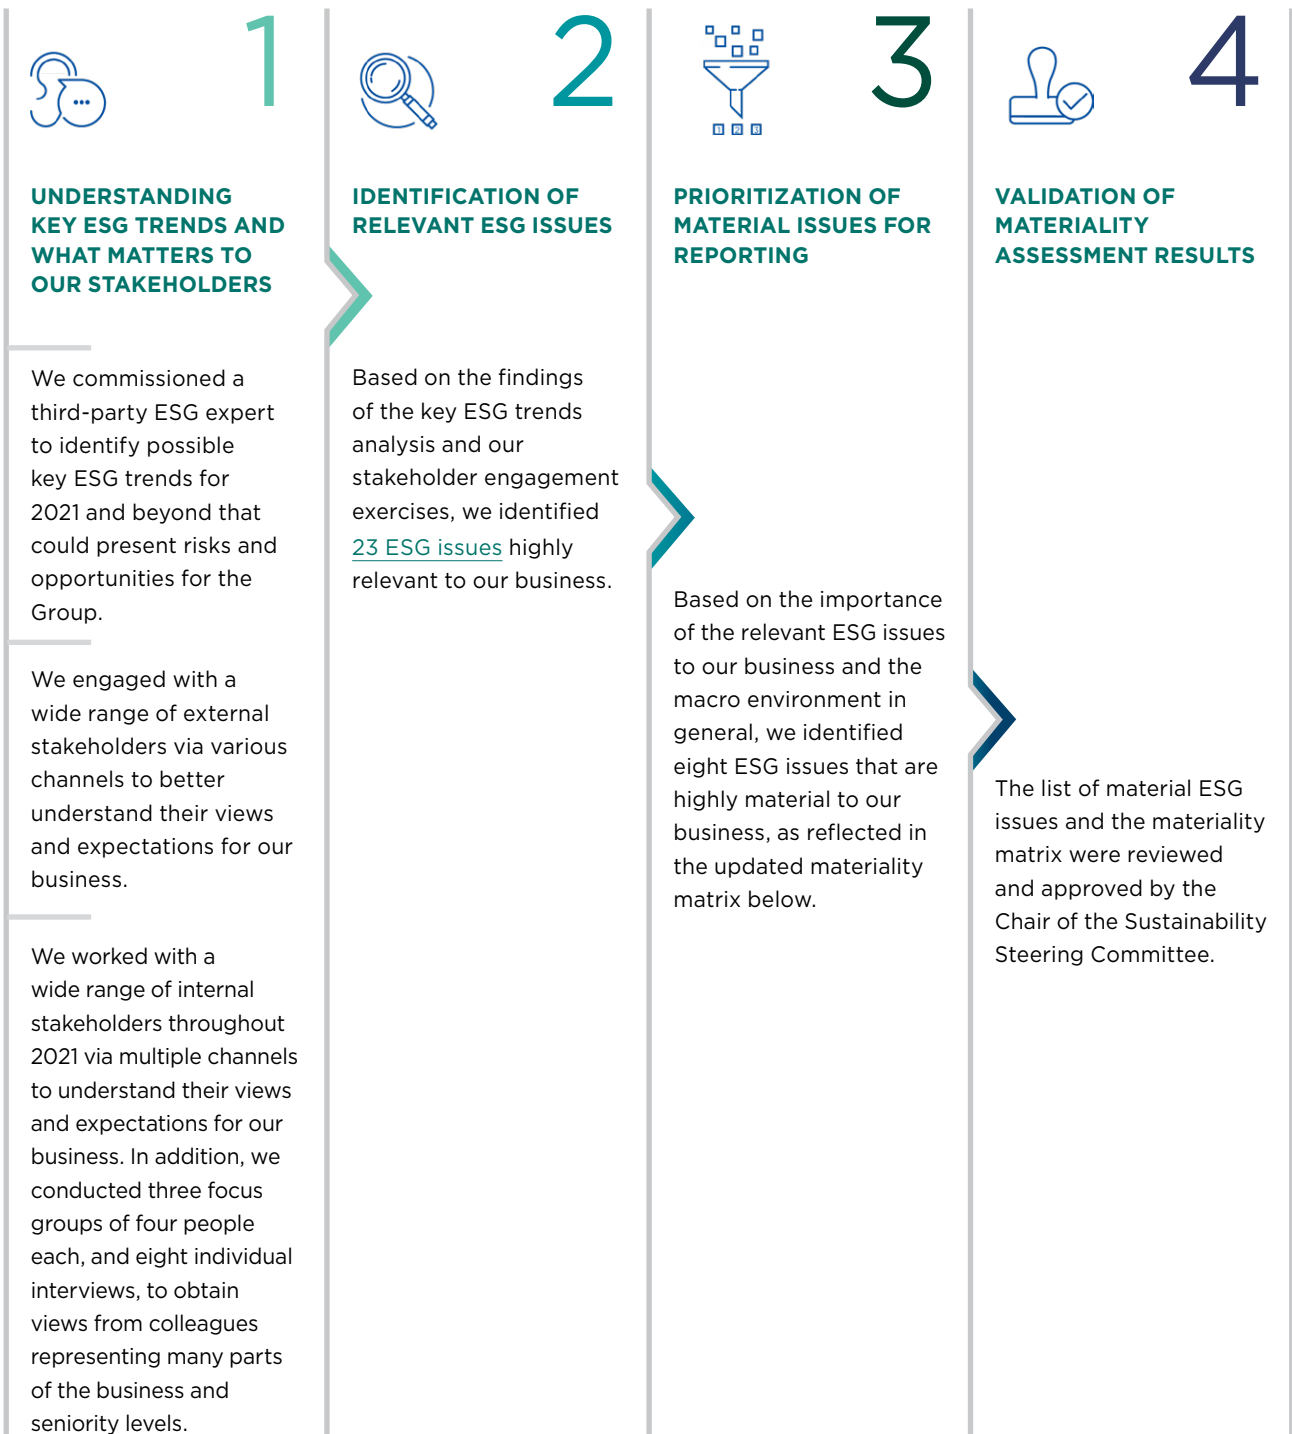 1
UNDERSTANDING
KEY ESG TRENDS AND
WHAT MATTERS TO
OUR STAKEHOLDERS
We commissioned a
third-party ESG expert
to identify possible
key ESG trends for
2021 and beyond that
could present risks and
opportunities for the
Group.
We engaged with a
wide range of external
stakeholders via various
channels to better
understand their views
and expectations for our
business.
We worked with a
wide range of internal
stakeholders throughout
2021 via multiple channels
to understand their views
and expectations for our
business. In addition, we
conducted three focus
groups of four people
each, and eight individual
interviews, to obtain
views from colleagues
representing many parts
of the business and
seniority levels.
2
IDENTIFICATION OF
RELEVANT ESG ISSUES
Based on the findings
of the key ESG trends
analysis and our
stakeholder engagement
exercises, we identified
23 ESG issues highly
relevant to our business.
3
1 2 3
PRIORITIZATION OF
MATERIAL ISSUES FOR
REPORTING
Based on the importance
of the relevant ESG issues
to our business and the
macro environment in
general, we identified
eight ESG issues that are
highly material to our
business, as reflected in
the updated materiality
matrix below.
4
VALIDATION OF
MATERIALITY
ASSESSMENT RESULTS
The list of material ESG
issues and the materiality
matrix were reviewed
and approved by the
Chair of the Sustainability
Steering Committee.